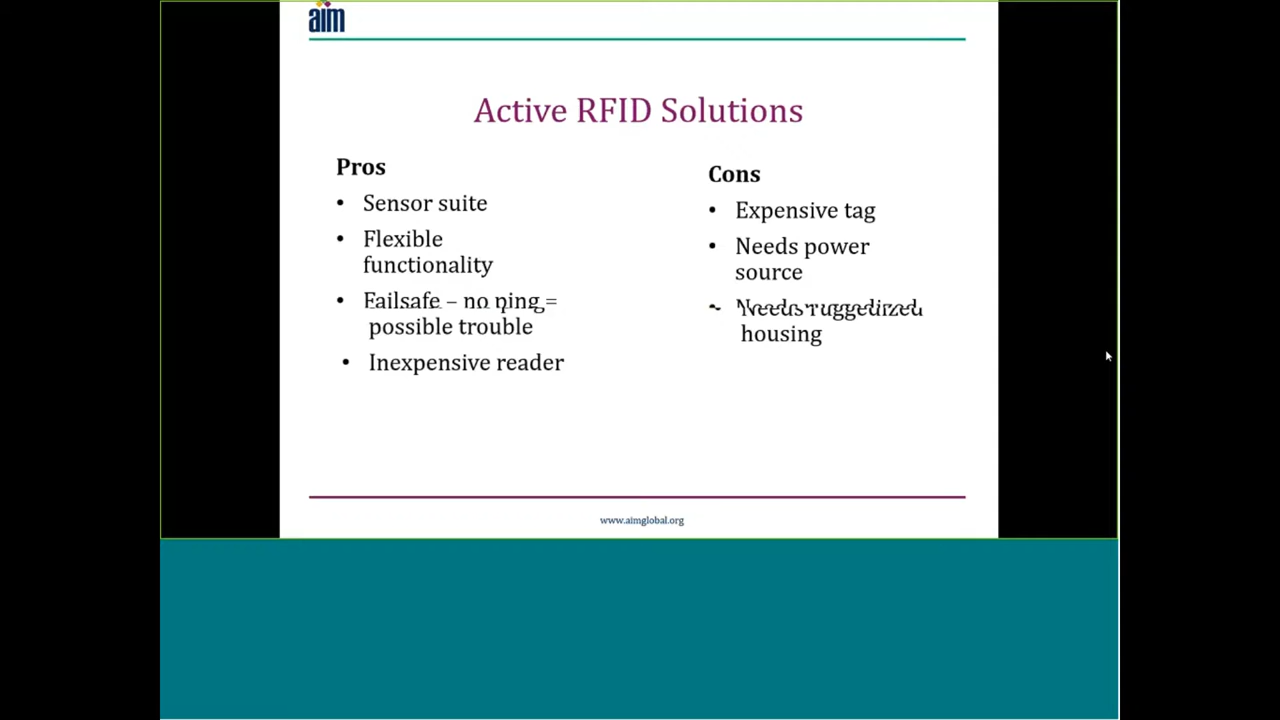 aim
Active RFID Solutions
Pros
• Sensor suite
• Flexible
functionality
• Failsafe – no ping =
possible trouble
• Inexpensive reader
Cons
• Expensive tag
• Needs power
source
• Needs ruggedized
housing
www.aimglobal.org